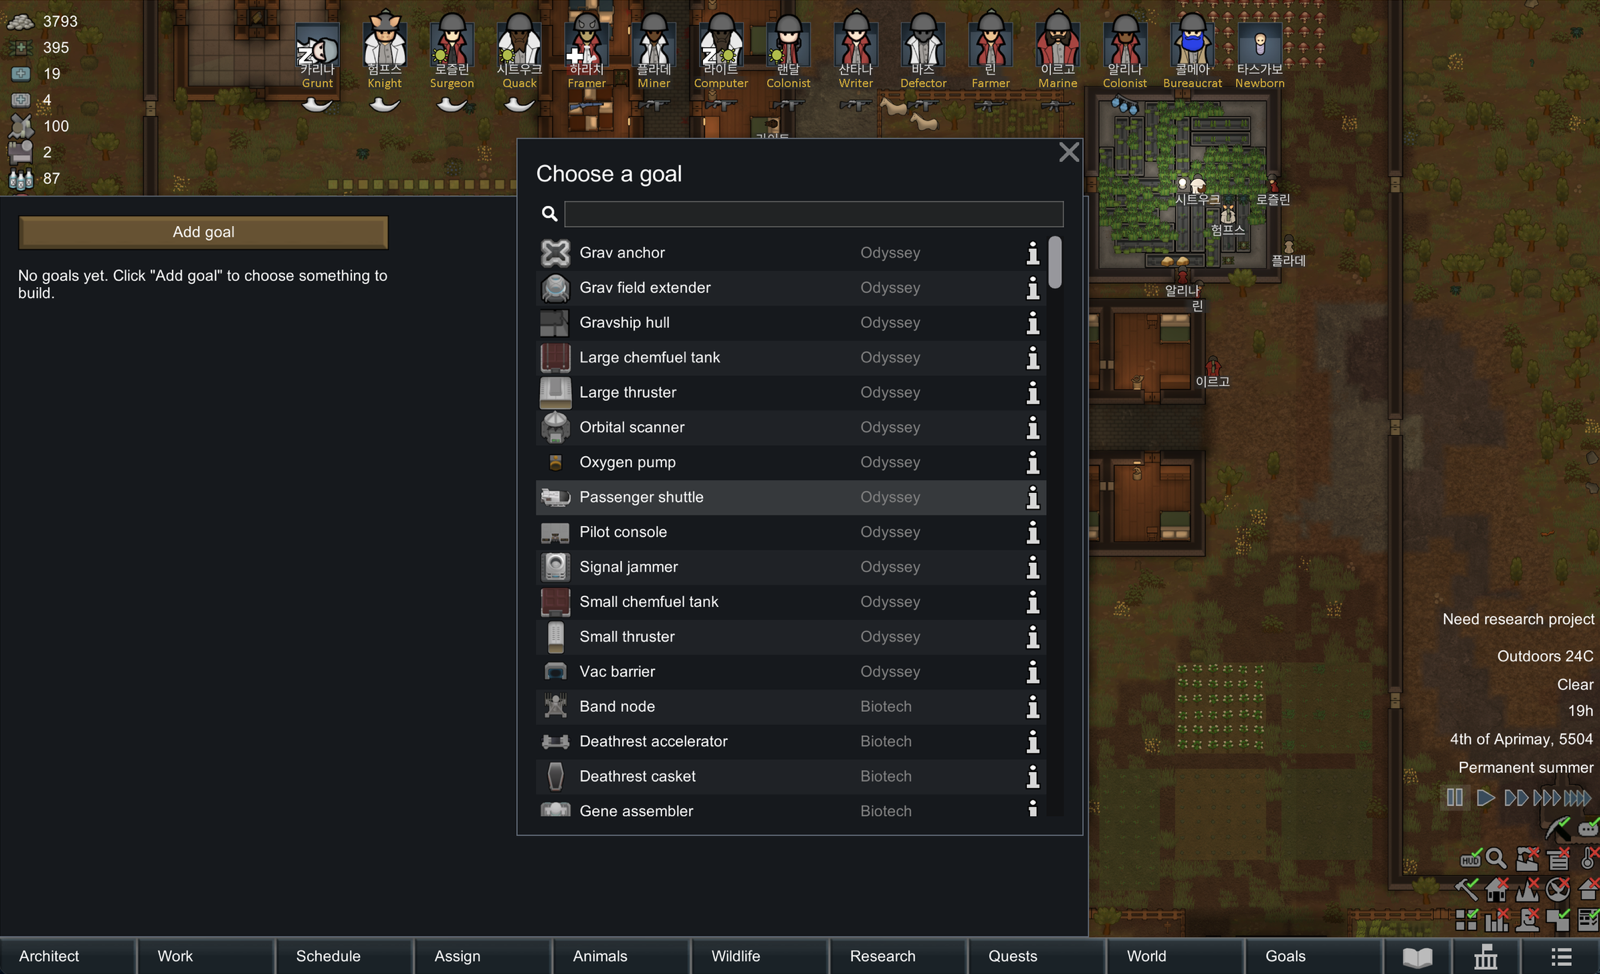 3793
395
19
4
100
2
87
카리나
Grunt
험프스
Knight
로즐린
Surgeon
시트우크
Quack
하라치
Framer
플라데
Miner
라이트
Computer
랜달
Colonist
산타나
Writer
바즈
Defector
린
Farmer
이르고
Marine
알리나
Colonist
콜메아
Bureaucrat
타스가보
Newborn
Add goal
No goals yet. Click "Add goal" to choose something to
build.
Choose a goal
Grav anchor Odyssey
Grav field extender Odyssey
Gravship hull Odyssey
Large chemfuel tank Odyssey
Large thruster Odyssey
Orbital scanner Odyssey
Oxygen pump Odyssey
Passenger shuttle Odyssey
Pilot console Odyssey
Signal jammer Odyssey
Small chemfuel tank Odyssey
Small thruster Odyssey
Vac barrier Odyssey
Band node Biotech
Deathrest accelerator Biotech
Deathrest casket Biotech
Gene assembler Biotech
시트우크
로즐린
험프스
플라데
알리나
린
이르고
Need research project
Outdoors 24C
Clear
19h
4th of Aprimay, 5504
Permanent summer
HUD
Architect
Work
Schedule
Assign
Animals
Wildlife
Research
Quests
World
Goals